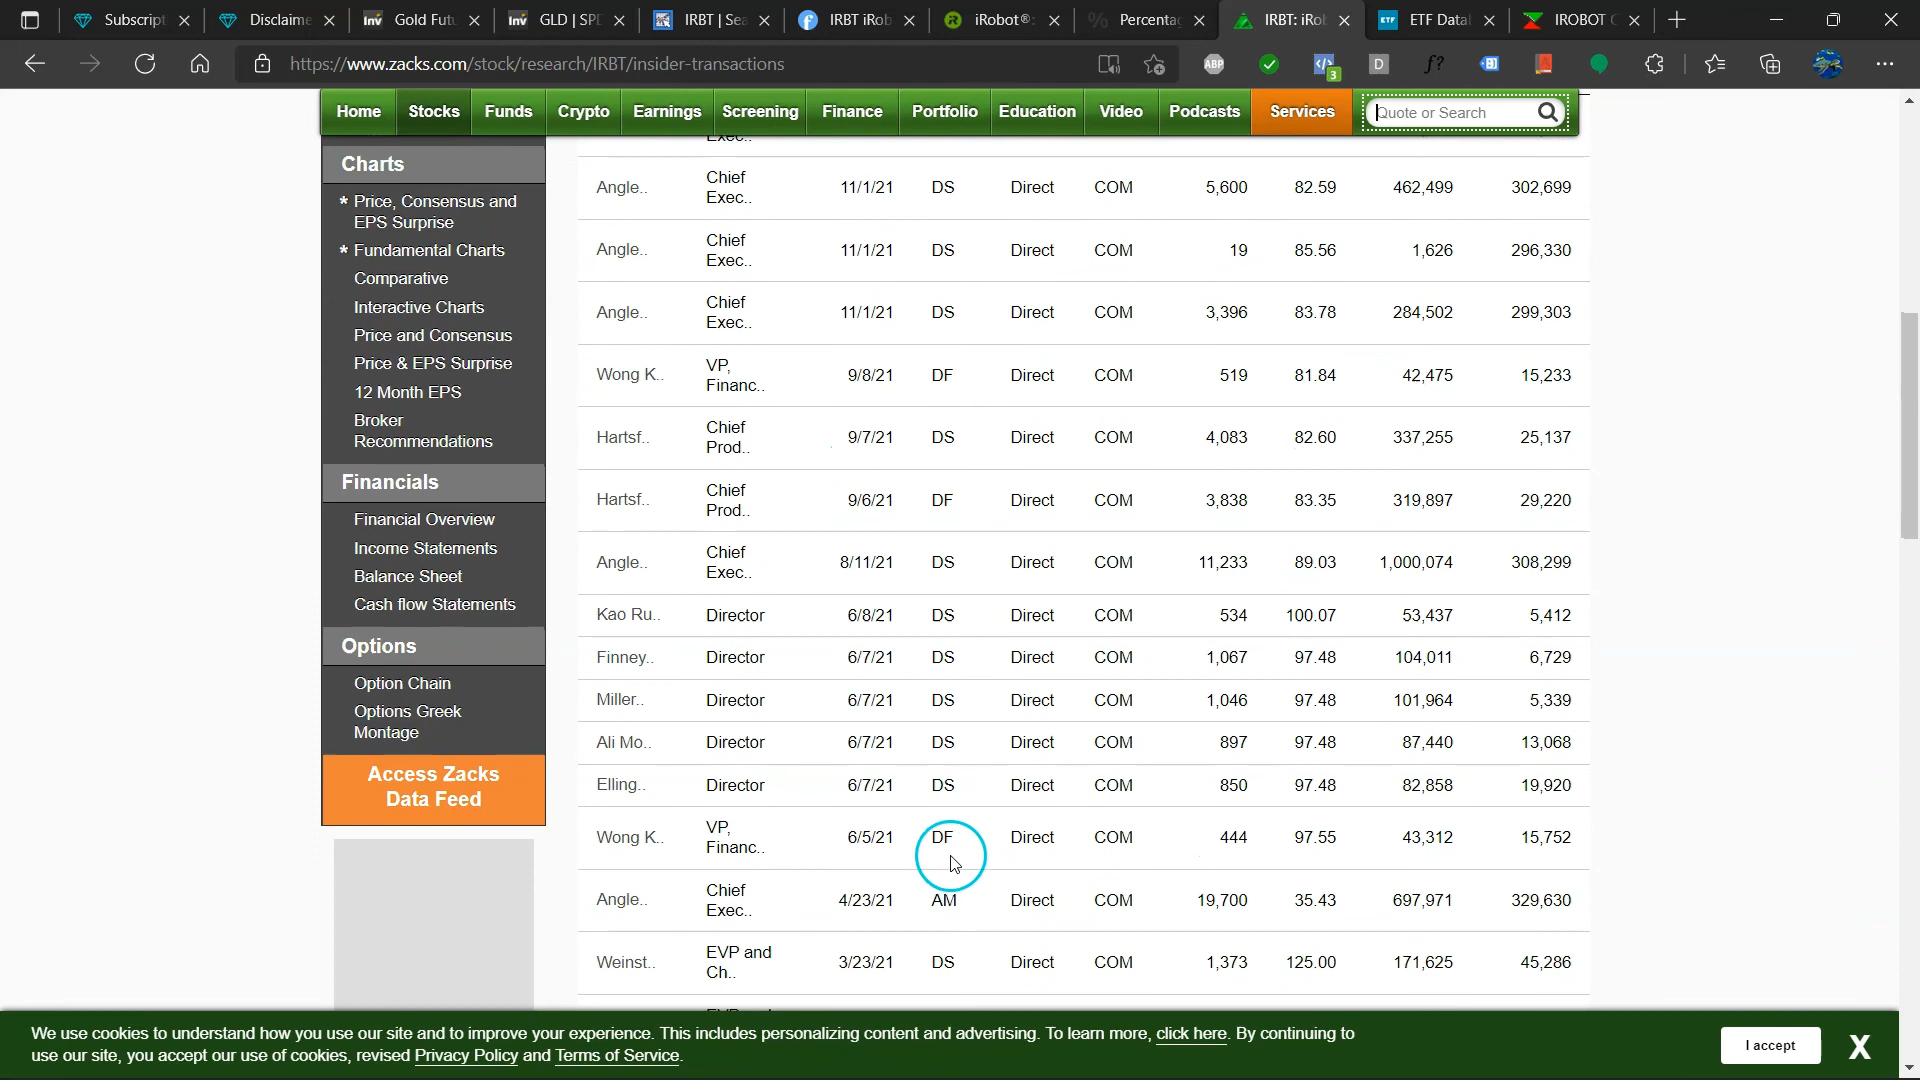 Subscript
Disclaime
Gold Fut
GLD | SPD
IRBT | Sea
IRBT iRob
iRobot®
Percentag
IRBT: iRob
ETF Datal
IROBOT C
https://www.zacks.com/stock/research/IRBT/insider-transactions
Home Stocks Funds Crypto Earnings Screening Finance Portfolio Education Video Podcasts Services Quote or Search
Charts
* Price, Consensus and
EPS Surprise
* Fundamental Charts
Comparative
Interactive Charts
Price and Consensus
Price & EPS Surprise
12 Month EPS
Broker
Recommendations
Financials
Financial Overview
Income Statements
Balance Sheet
Cash flow Statements
Options
Option Chain
Options Greek
Montage
Access Zacks
Data Feed
Exec..
Angle.. Chief Exec.. 11/1/21 DS Direct COM 5,600 82.59 462,499 302,699
Angle.. Chief Exec.. 11/1/21 DS Direct COM 19 85.56 1,626 296,330
Angle.. Chief Exec.. 11/1/21 DS Direct COM 3,396 83.78 284,502 299,303
Wong K.. VP, Financ.. 9/8/21 DF Direct COM 519 81.84 42,475 15,233
Hartsf.. Chief Prod.. 9/7/21 DS Direct COM 4,083 82.60 337,255 25,137
Hartsf.. Chief Prod.. 9/6/21 DF Direct COM 3,838 83.35 319,897 29,220
Angle.. Chief Exec.. 8/11/21 DS Direct COM 11,233 89.03 1,000,074 308,299
Kao Ru.. Director 6/8/21 DS Direct COM 534 100.07 53,437 5,412
Finney.. Director 6/7/21 DS Direct COM 1,067 97.48 104,011 6,729
Miller.. Director 6/7/21 DS Direct COM 1,046 97.48 101,964 5,339
Ali Mo.. Director 6/7/21 DS Direct COM 897 97.48 87,440 13,068
Elling.. Director 6/7/21 DS Direct COM 850 97.48 82,858 19,920
Wong K.. VP, Financ.. 6/5/21 DF Direct COM 444 97.55 43,312 15,752
Angle.. Chief Exec.. 4/23/21 AM Direct COM 19,700 35.43 697,971 329,630
Weinst.. EVP and Ch.. 3/23/21 DS Direct COM 1,373 125.00 171,625 45,286
We use cookies to understand how you use our site and to improve your experience. This includes personalizing content and advertising. To learn more, click here. By continuing to
use our site, you accept our use of cookies, revised Privacy Policy and Terms of Service.
I accept
X